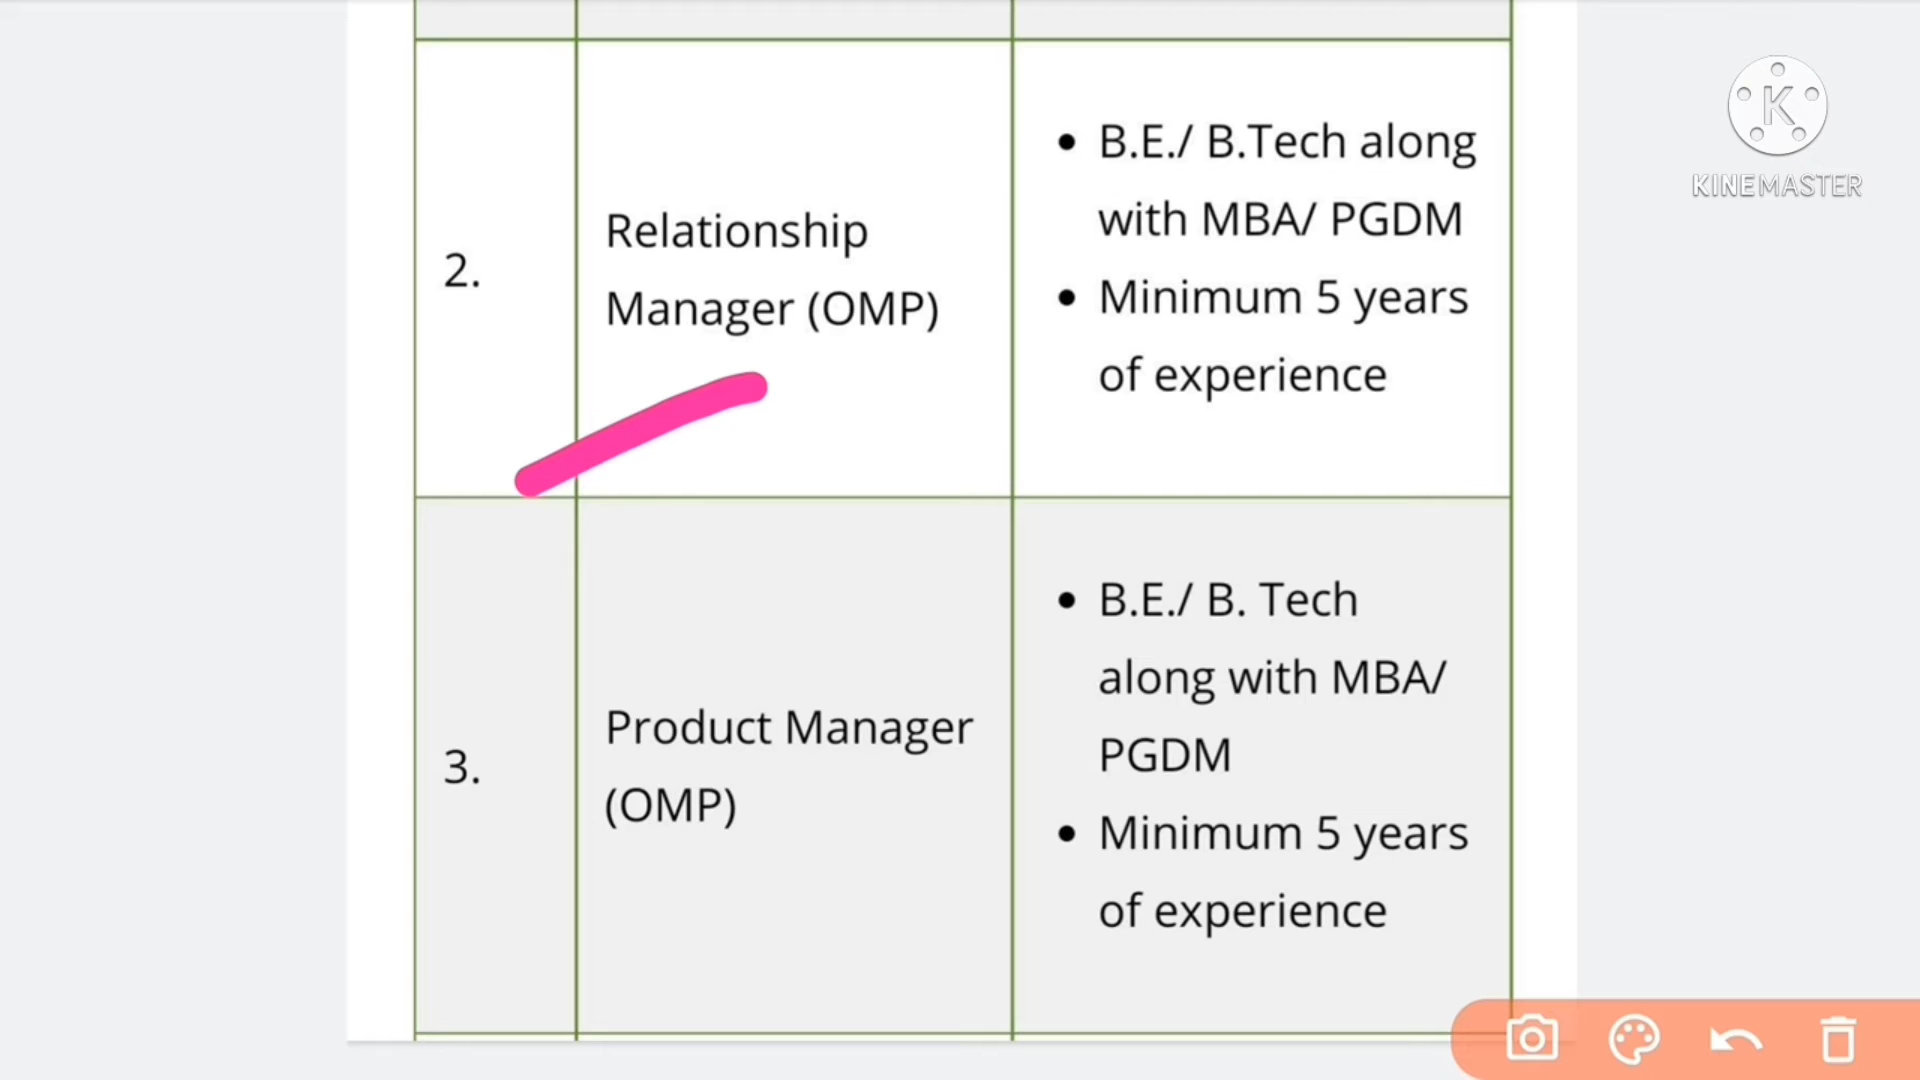 2.
Relationship
Manager (OMP)
B.E./ B.Tech along
with MBA/ PGDM
Minimum 5 years
of experience
3.
Product Manager
(OMP)
B.E./ B. Tech
along with MBA/
PGDM
Minimum 5 years
of experience
K
KINEMASTER